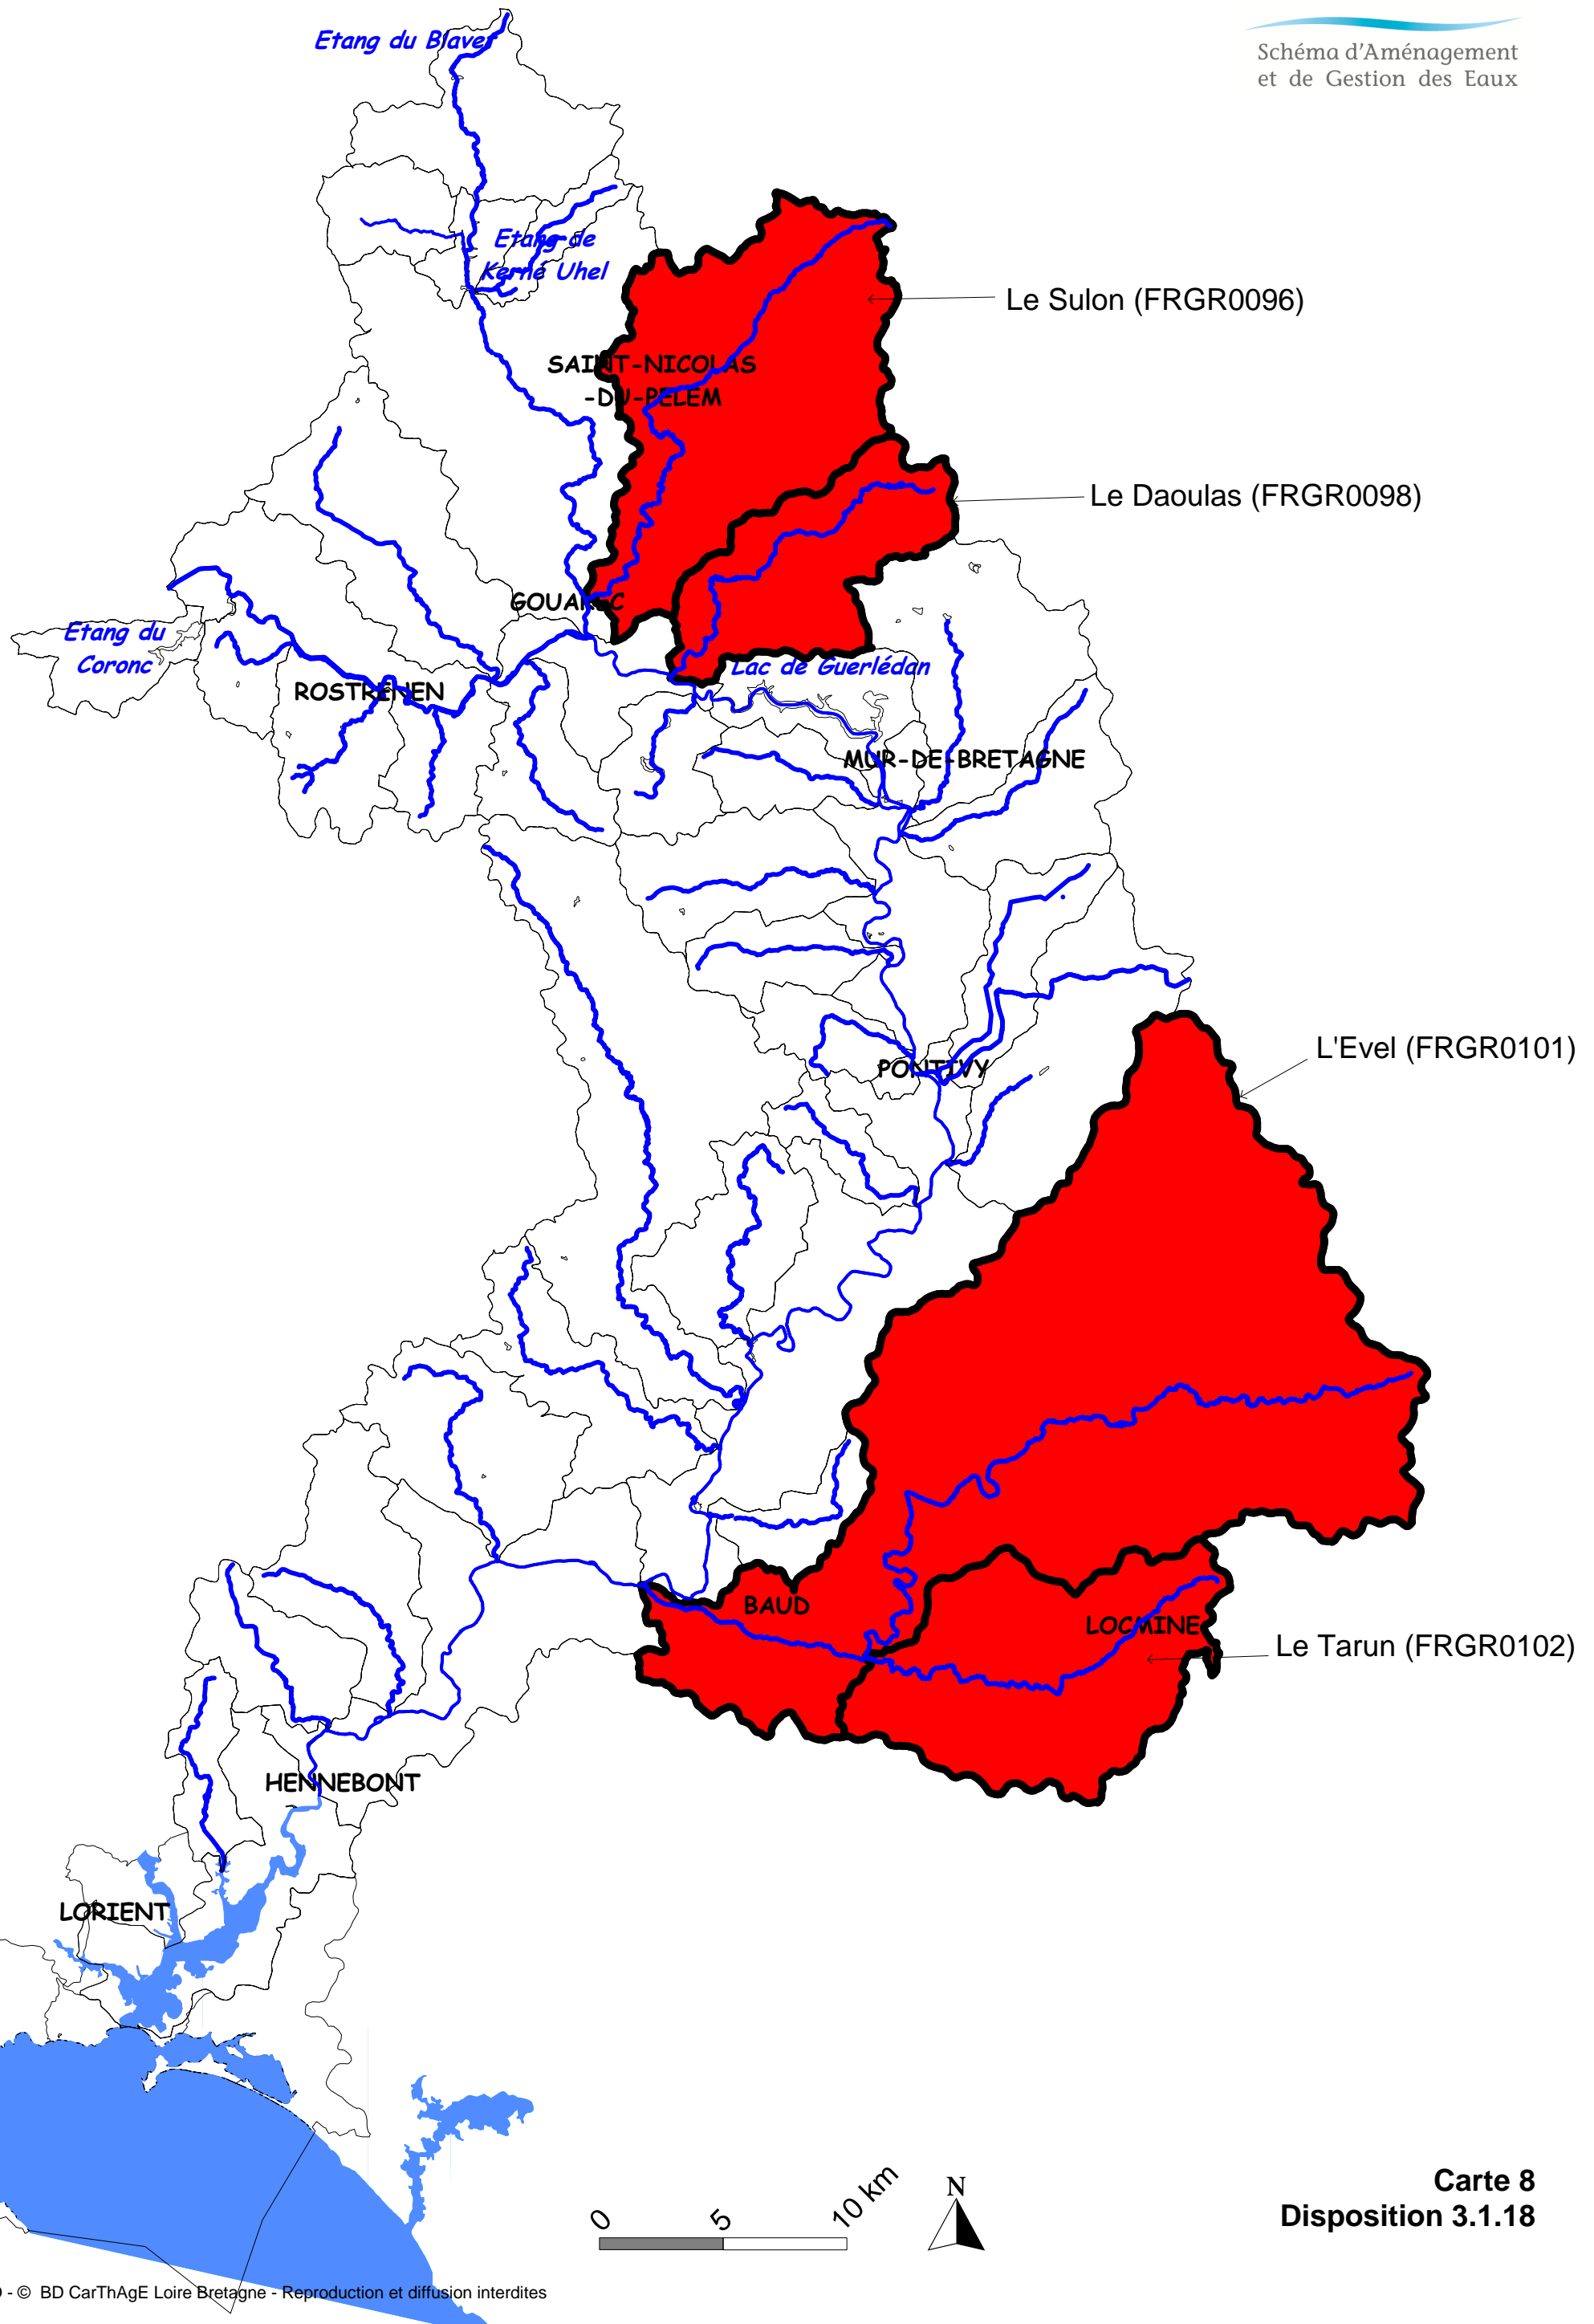 Schéma d'Aménagement
et de Gestion des Eaux
Etang du Blavet
Etang de
Kerné Uhel
Le Sulon (FRGR0096)
SAINT-NICOLAS
-DU-PELEM
Le Daoulas (FRGR0098)
GOUAREC
Etang du
Coronc
Lac de Guerlédan
ROSTRENEN
MUR-DE-BRETAGNE
L'Evel (FRGR0101)
PONTIVY
BAUD
LOCMINE
Le Tarun (FRGR0102)
HENNEBONT
LORIENT
0 5 10 km
N
Carte 8
Disposition 3.1.18
- © BD CarThAgE Loire Bretagne - Reproduction et diffusion interdites